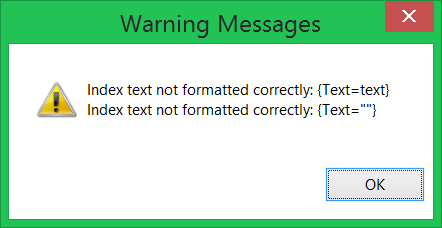 Warning Messages
Index text not formatted correctly: {Text=text}
Index text not formatted correctly: {Text=""}
OK